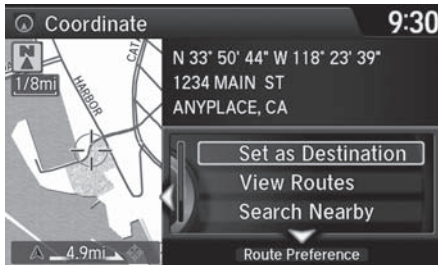 Coordinate
9:30
N
1/8mi
HARBOR
CAT
N 33° 50' 44" W 118° 23' 39"
1234 MAIN ST
ANYPLACE, CA
Set as Destination
View Routes
Search Nearby
4.9mi
Route Preference